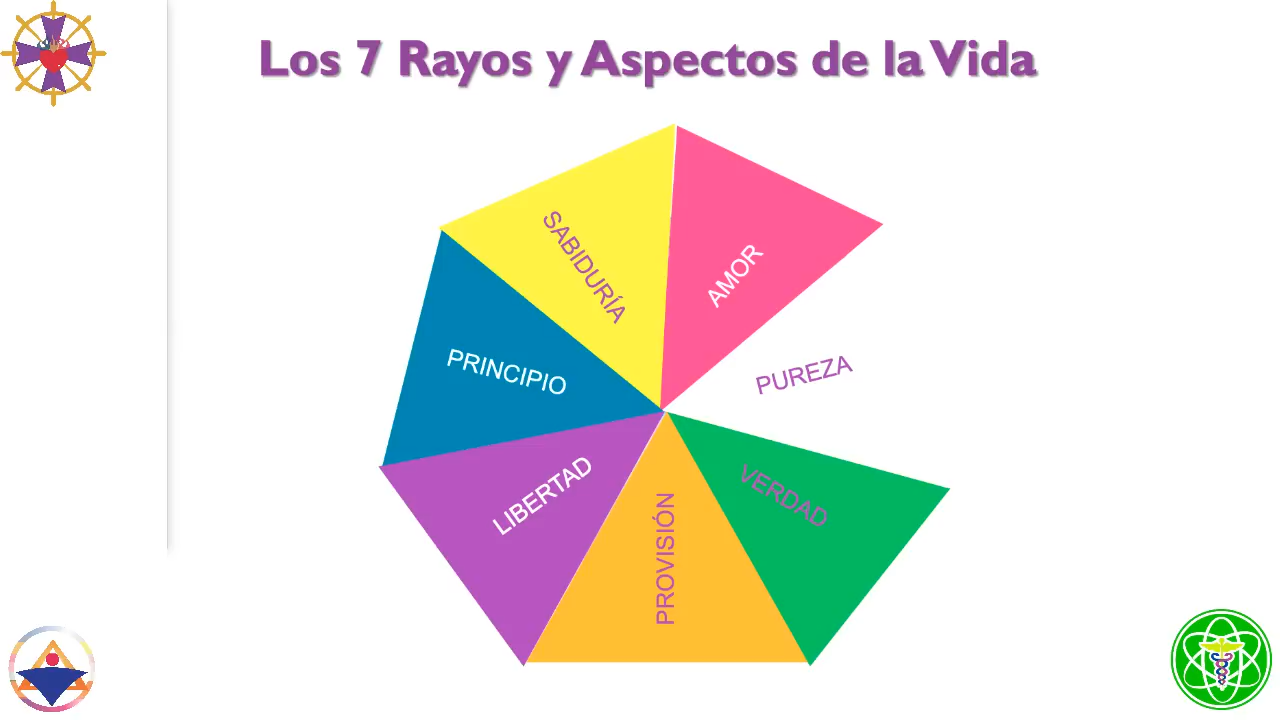 Los 7 Rayos y Aspectos de la Vida
SABIDURÍA
AMOR
PRINCIPIO
PUREZA
LIBERTAD
VERDAD
PROVISIÓN